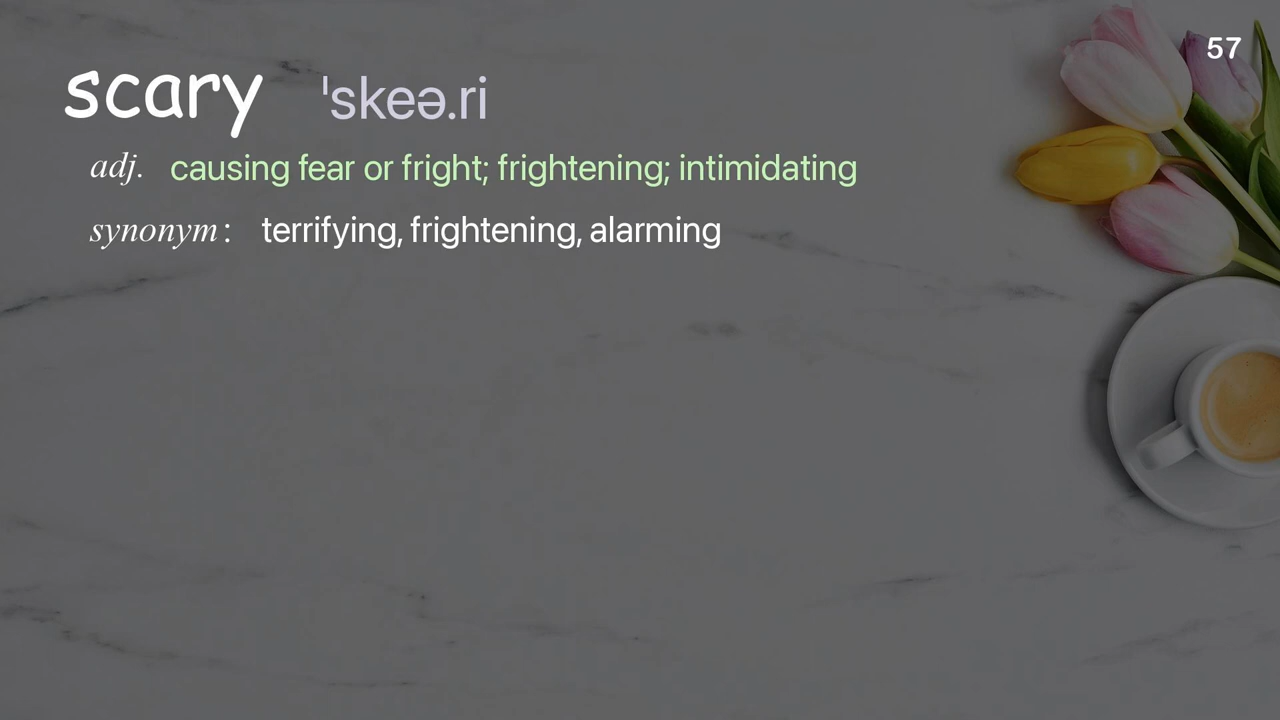 57
scary ˈskeə.ri
adj. causing fear or fright; frightening; intimidating
synonym: terrifying, frightening, alarming